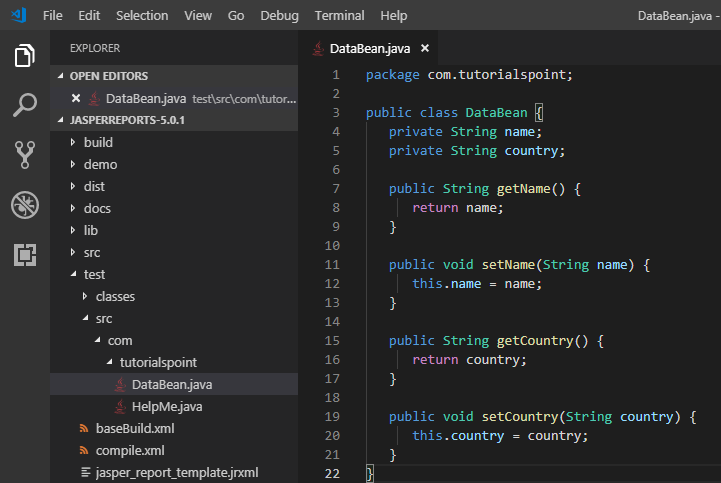 File Edit Selection View Go Debug Terminal Help DataBean.java -
EXPLORER
OPEN EDITORS
DataBean.java test\src\com\tutor...
JASPERREPORTS-5.0.1
build
demo
dist
docs
lib
src
test
classes
src
com
tutorialspoint
DataBean.java
HelpMe.java
baseBuild.xml
compile.xml
jasper_report_template.jrxml
DataBean.java
1 package com.tutorialspoint;
2
3 public class DataBean {
4 private String name;
5 private String country;
6
7 public String getName() {
8 return name;
9 }
10
11 public void setName(String name) {
12 this.name = name;
13 }
14
15 public String getCountry() {
16 return country;
17 }
18
19 public void setCountry(String country) {
20 this.country = country;
21 }
22 }